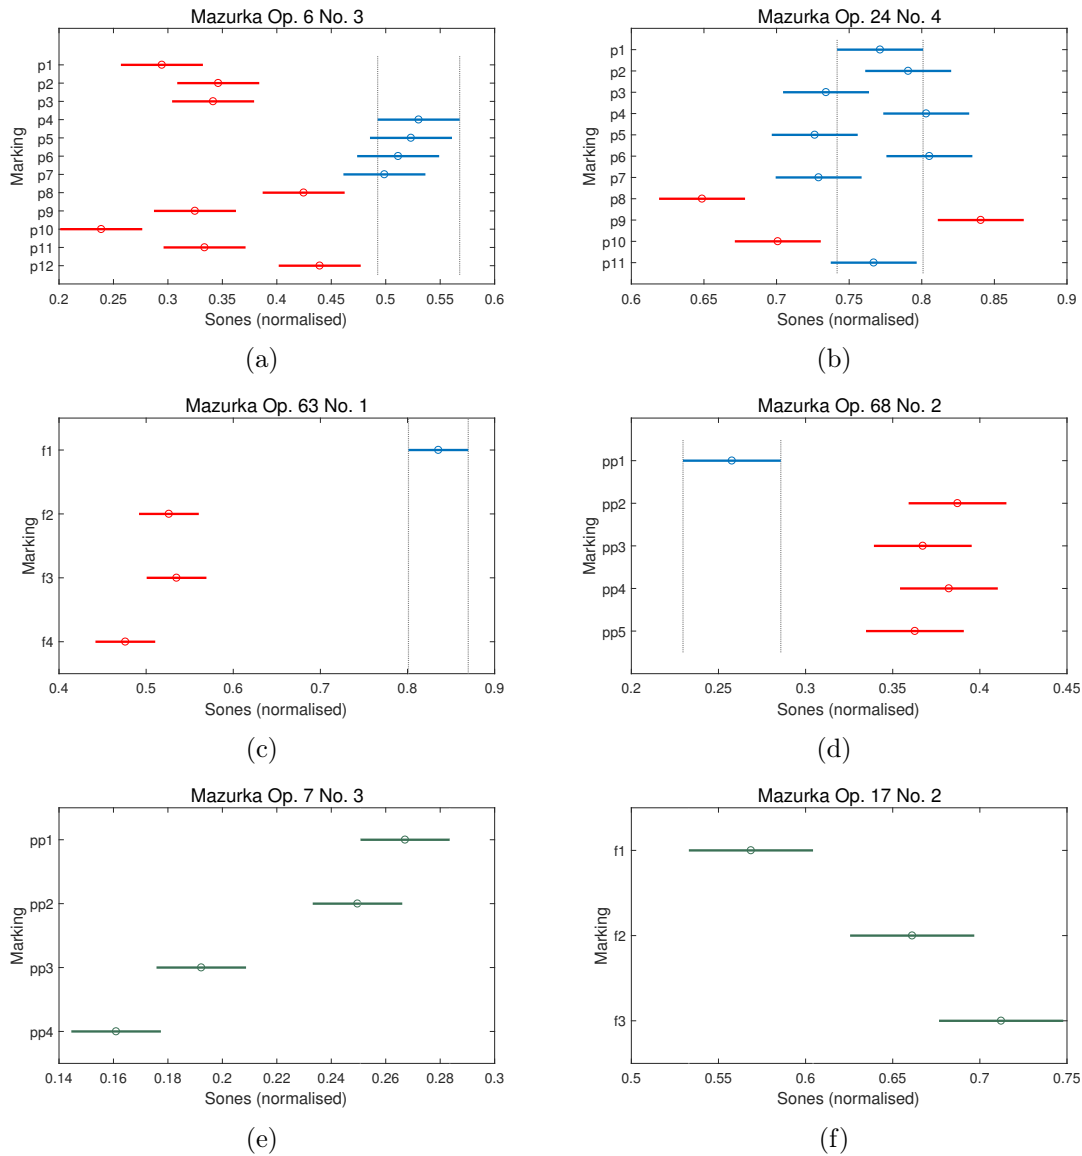 Mazurka Op. 6 No. 3
Marking
p1
p2
p3
p4
p5
p6
p7
p8
p9
p10
p11
p12
0.2 0.25 0.3 0.35 0.4 0.45 0.5 0.55 0.6
Sones (normalised)
(a)
Mazurka Op. 24 No. 4
Marking
p1
p2
p3
p4
p5
p6
p7
p8
p9
p10
p11
0.6 0.65 0.7 0.75 0.8 0.85 0.9
Sones (normalised)
(b)
Mazurka Op. 63 No. 1
Marking
f1
f2
f3
f4
0.4 0.5 0.6 0.7 0.8 0.9
Sones (normalised)
(c)
Mazurka Op. 68 No. 2
Marking
pp1
pp2
pp3
pp4
pp5
0.2 0.25 0.3 0.35 0.4 0.45
Sones (normalised)
(d)
Mazurka Op. 7 No. 3
Marking
pp1
pp2
pp3
pp4
0.14 0.16 0.18 0.2 0.22 0.24 0.26 0.28 0.3
Sones (normalised)
(e)
Mazurka Op. 17 No. 2
Marking
f1
f2
f3
0.5 0.55 0.6 0.65 0.7 0.75
Sones (normalised)
(f)